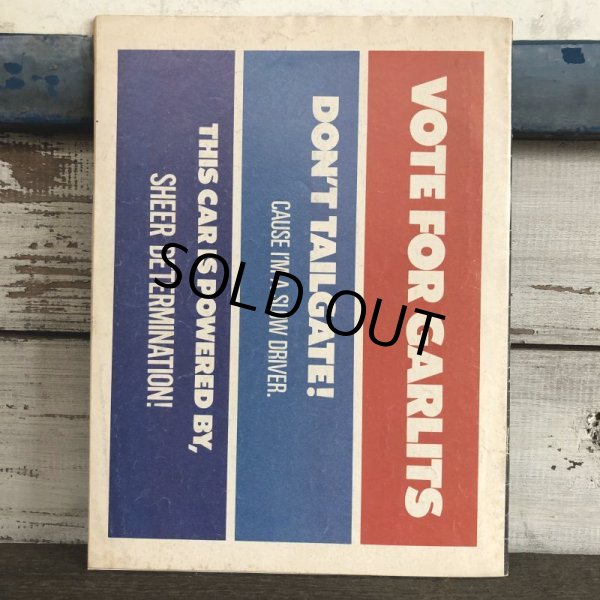 VOTE FOR GARLITS
DON'T TAILGATE!
CAUSE I'M A SLOW DRIVER.
THIS CAR IS POWERED BY,
SHEER DETERMINATION!
SOLD OUT